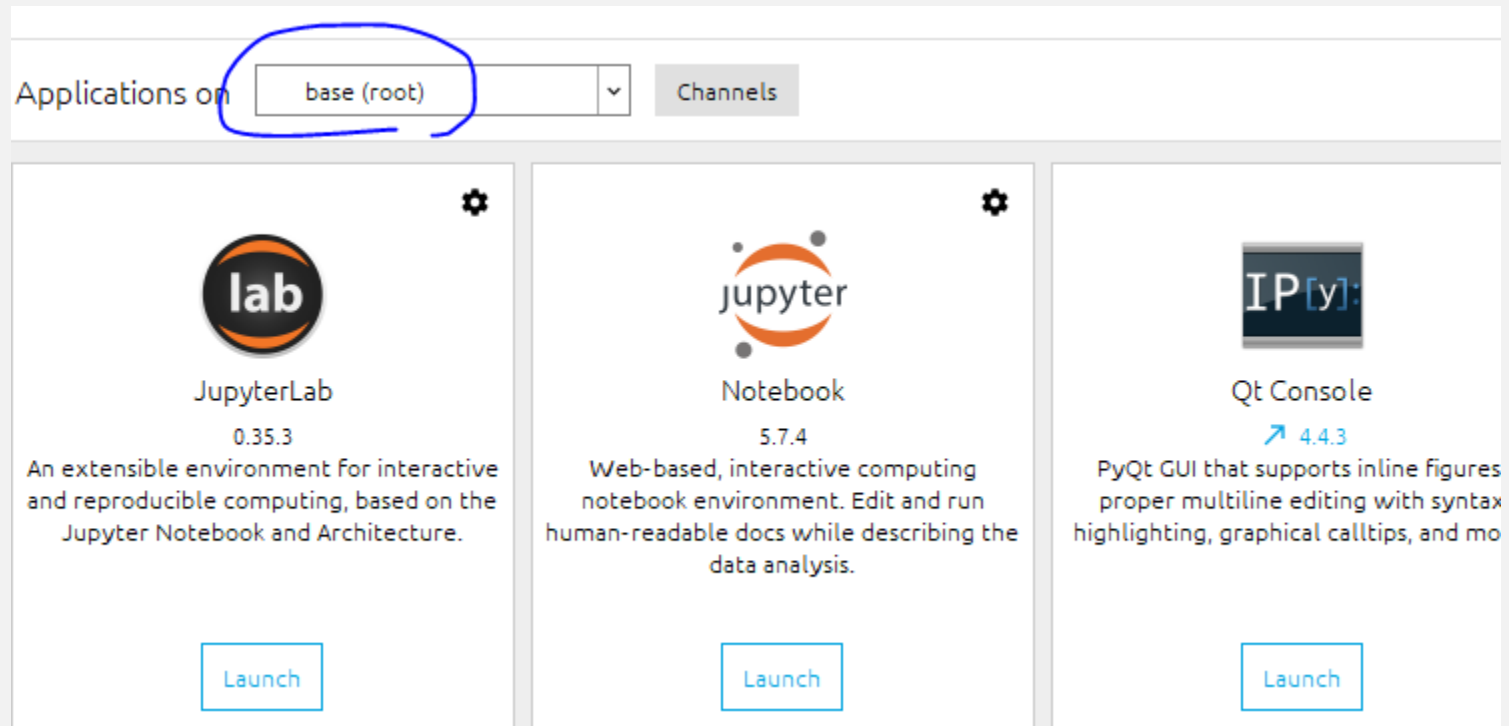 Applications on base (root) Channels
lab
jupyter
IP[y]:
JupyterLab
Notebook
Qt Console
0.35.3
5.7.4
4.4.3
An extensible environment for interactive
and reproducible computing, based on the
Jupyter Notebook and Architecture.
Web-based, interactive computing
notebook environment. Edit and run
human-readable docs while describing the
data analysis.
PyQt GUI that supports inline figures
proper multiline editing with syntax
highlighting, graphical calltips, and mo
Launch
Launch
Launch